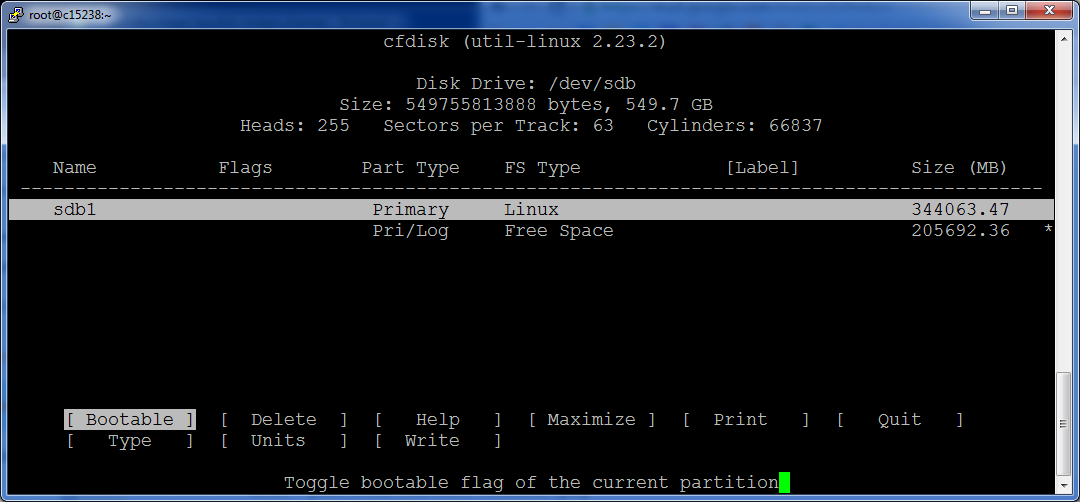 root@c15238:~
cfdisk (util-linux 2.23.2)
Disk Drive: /dev/sdb
Size: 549755813888 bytes, 549.7 GB
Heads: 255   Sectors per Track: 63   Cylinders: 66837
Name   Flags   Part Type   FS Type   [Label]   Size (MB)
------------------------------------------------------------------------------------------------
sdb1   Primary   Linux   344063.47
Pri/Log   Free Space   205692.36   *
[ Bootable ]  [  Delete  ]  [   Help   ]  [ Maximize ]  [  Print   ]  [   Quit   ]
[   Type   ]  [  Units   ]  [  Write   ]
Toggle bootable flag of the current partition